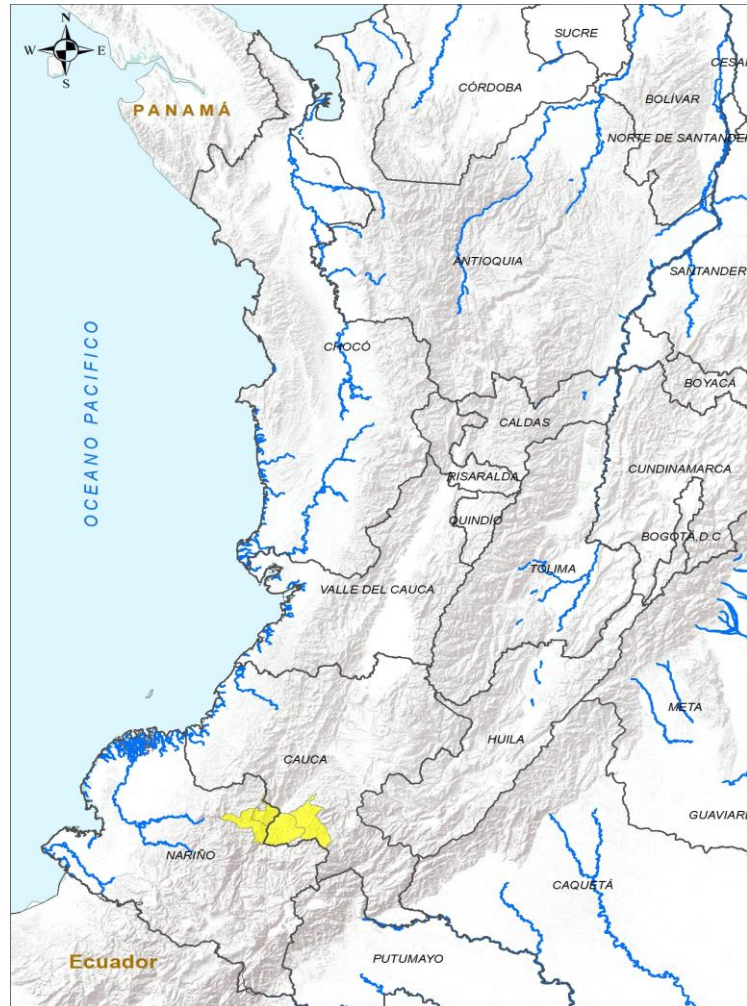 N
W E
S
SUCRE
CESAR
CÓRDOBA
BOLÍVAR
PANAMÁ
NORTE DE SANTANDER
ANTIOQUIA
SANTANDER
OCEANO PACIFICO
CHOCÓ
BOYACÁ
CALDAS
CUNDINAMARCA
RISARALDA
QUINDÍO
BOGOTÁ,D.C
TOLIMA
VALLE DEL CAUCA
META
HUILA
CAUCA
GUAVIARE
NARIÑO
CAQUETÁ
Ecuador
PUTUMAYO